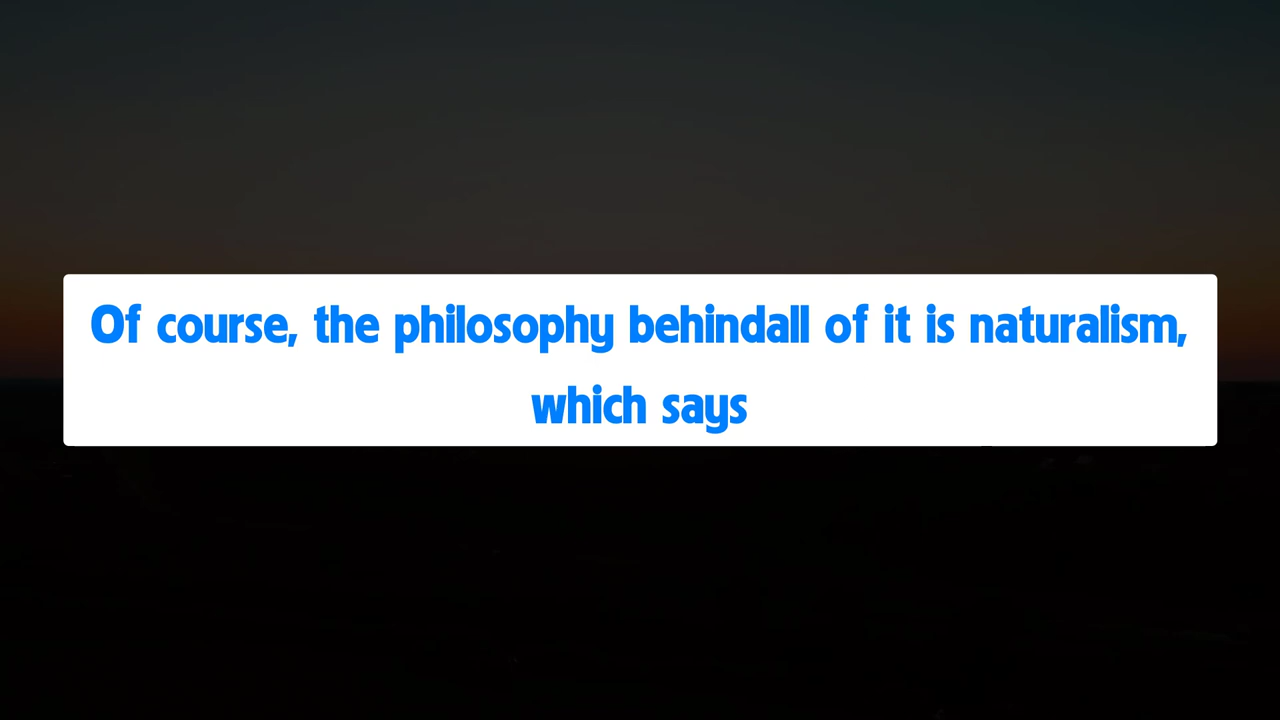 Of course, the philosophy behindall of it is naturalism,
which says